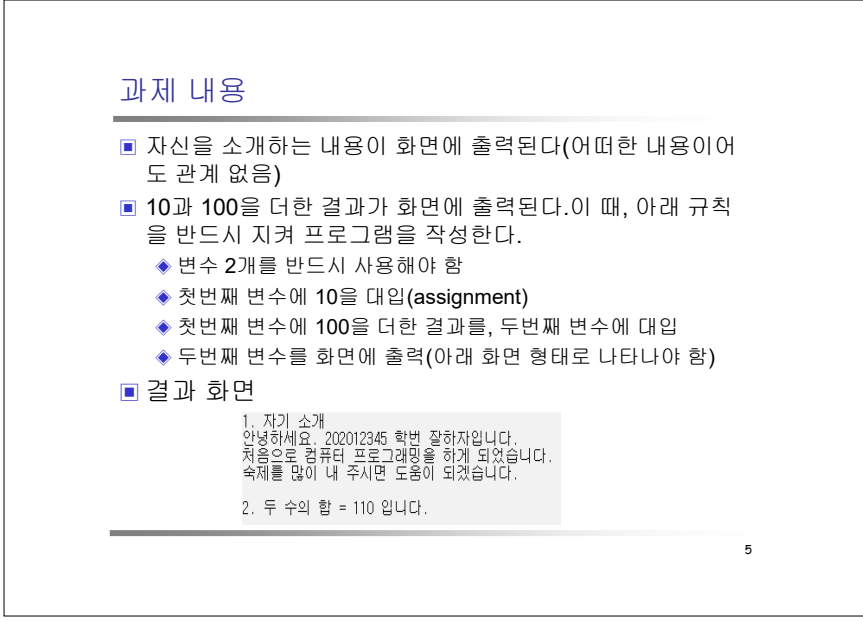 과제 내용
자신을 소개하는 내용이 화면에 출력된다(어떠한 내용이어
도 관계 없음)
10과 100을 더한 결과가 화면에 출력된다.이 때, 아래 규칙
을 반드시 지켜 프로그램을 작성한다.
변수 2개를 반드시 사용해야 함
첫번째 변수에 10을 대입(assignment)
첫번째 변수에 100을 더한 결과를, 두번째 변수에 대입
두번째 변수를 화면에 출력(아래 화면 형태로 나타나야 함)
결과 화면
1. 자기 소개
안녕하세요. 202012345 학번 잘하자입니다.
처음으로 컴퓨터 프로그래밍을 하게 되었습니다.
숙제를 많이 내 주시면 도움이 되겠습니다.
2. 두 수의 합 = 110 입니다.
5